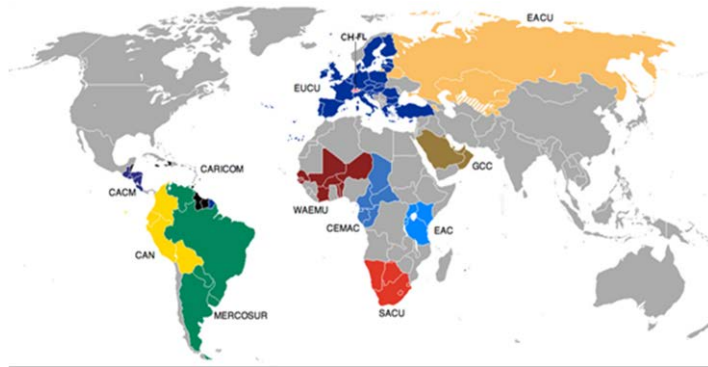 EACU
CH-FL
EUCU
CARICOM
CACM
GCC
WAEMU
CEMAC
EAC
CAN
SACU
MERCOSUR